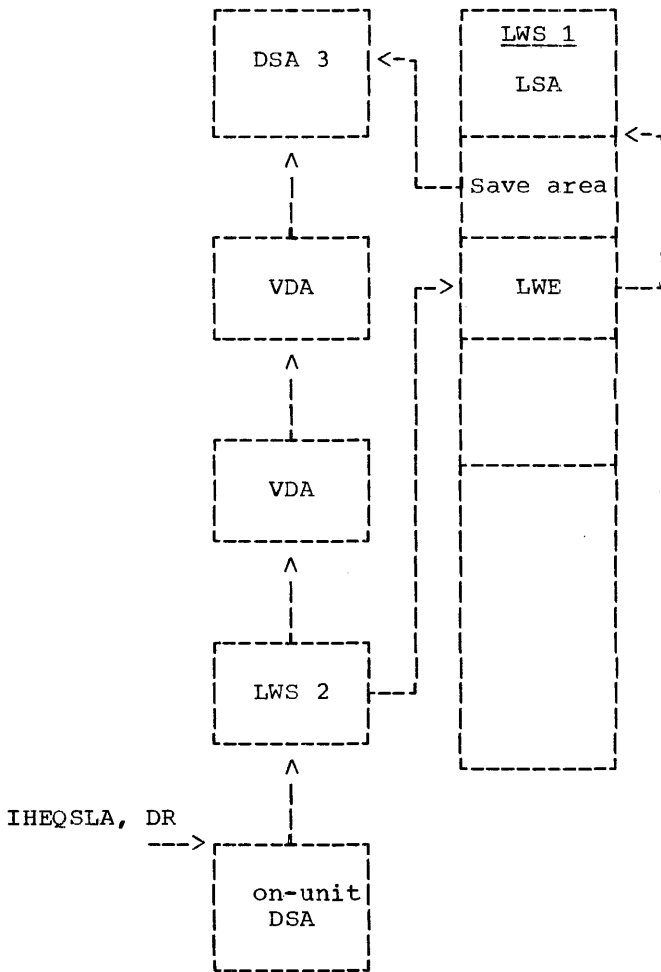 LWS 1
DSA 3
LSA
Save area
VDA
LWE
VDA
LWS 2
IHEQSLA, DR
on-unit
DSA